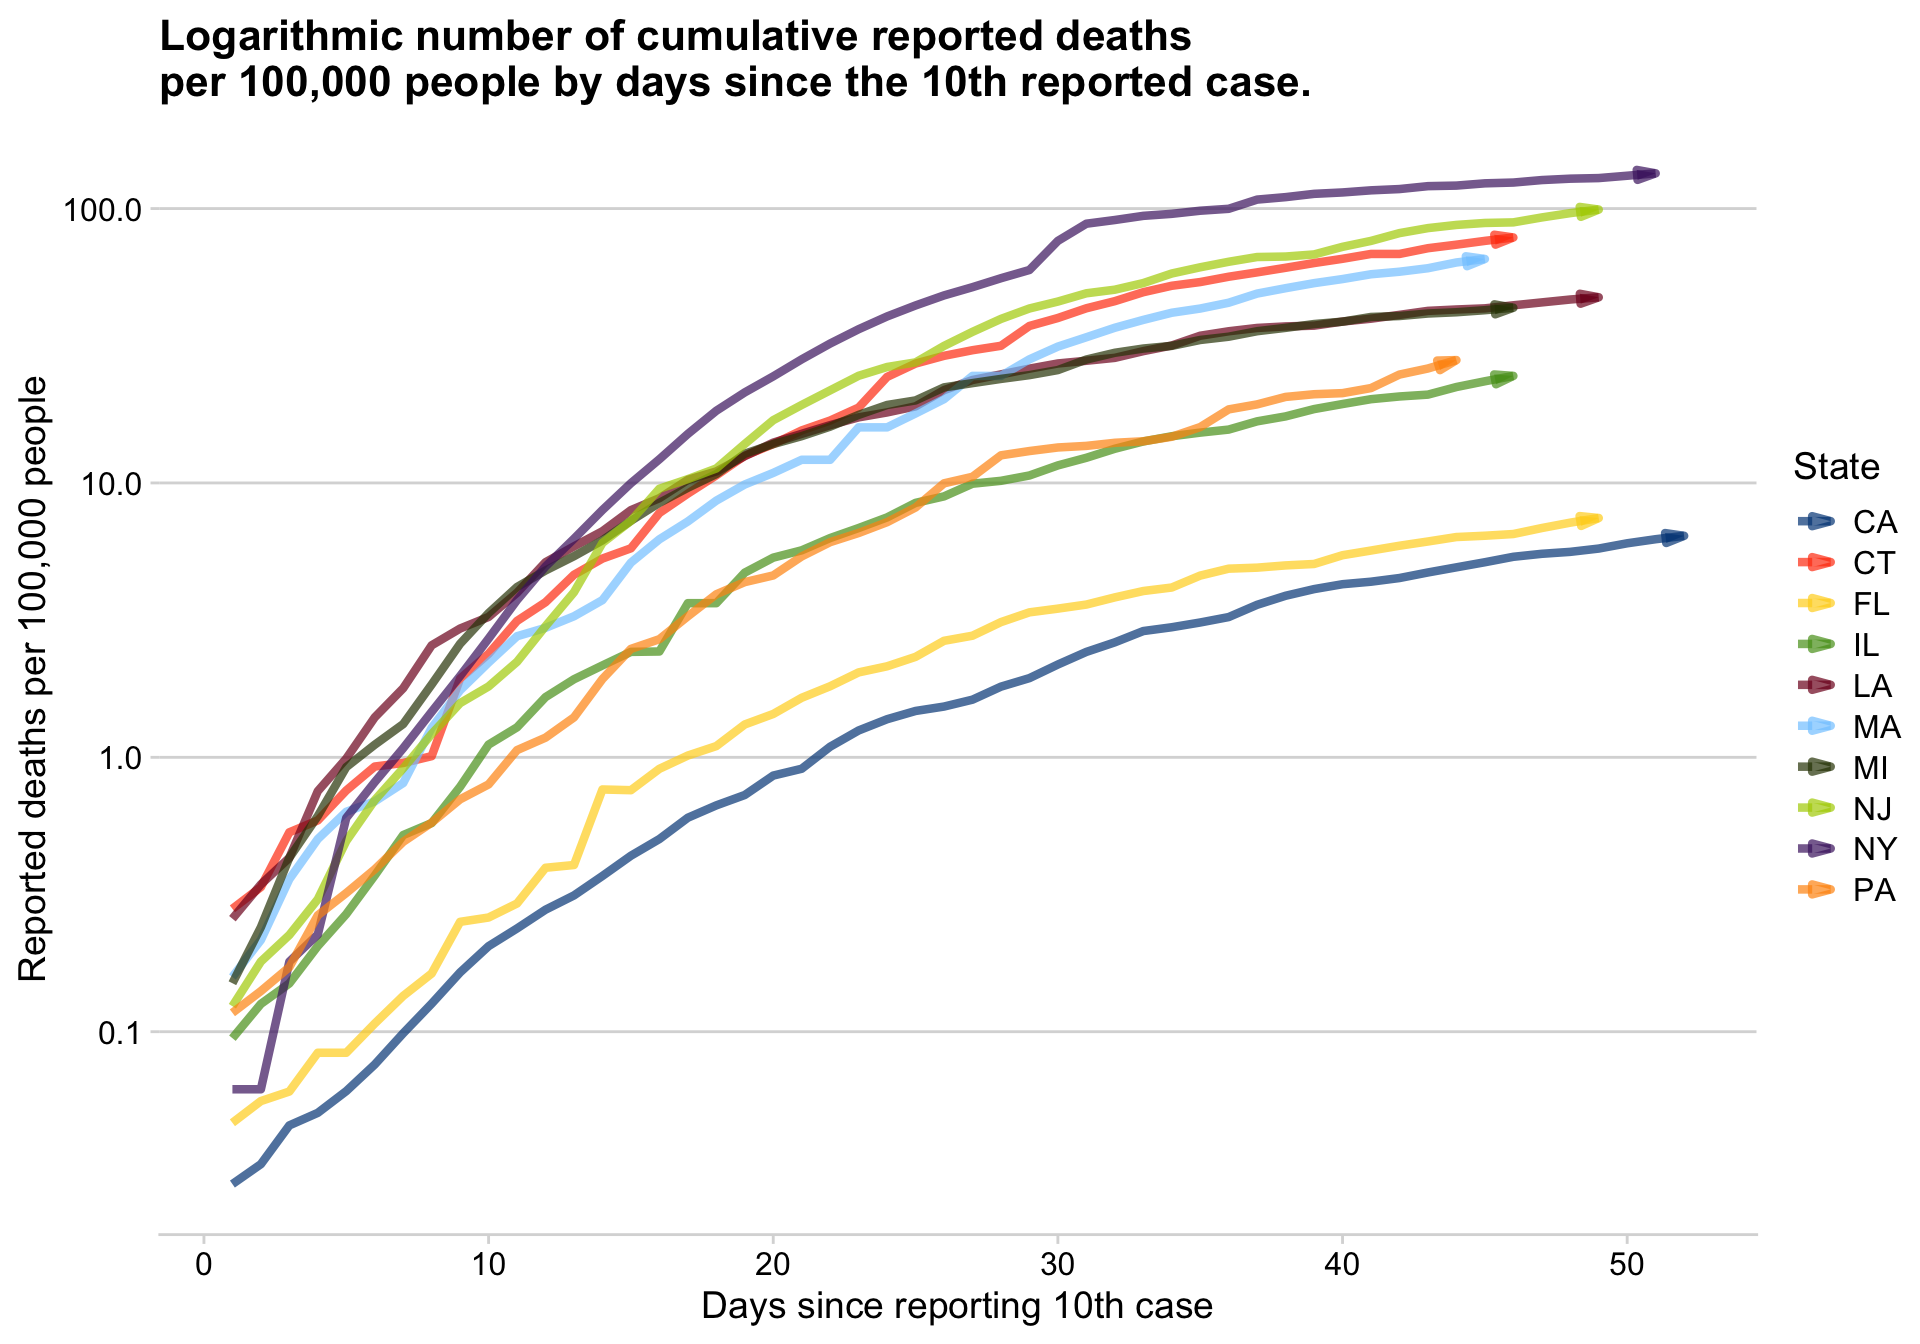 Logarithmic number of cumulative reported deaths
per 100,000 people by days since the 10th reported case.
Reported deaths per 100,000 people
100.0
10.0
1.0
0.1
0
10
20
30
40
50
Days since reporting 10th case
State
CA
CT
FL
IL
LA
MA
MI
NJ
NY
PA